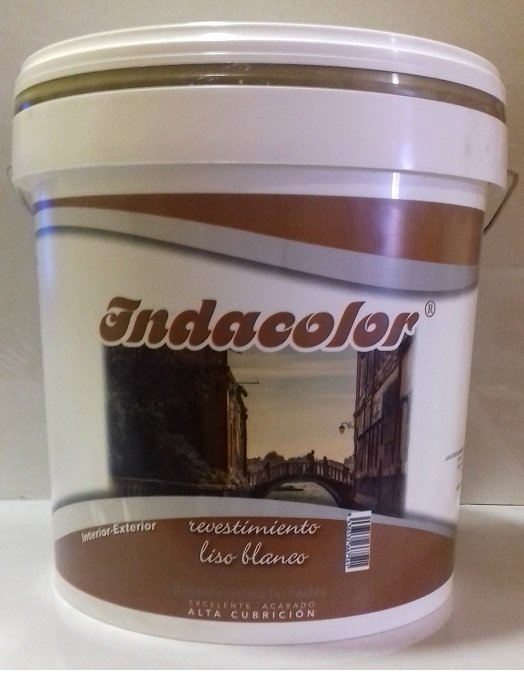 Indacolor®
Interior-Exterior
revestimiento
liso blanco
EXCELENTE ACABADO
ALTA CUBRICIÓN